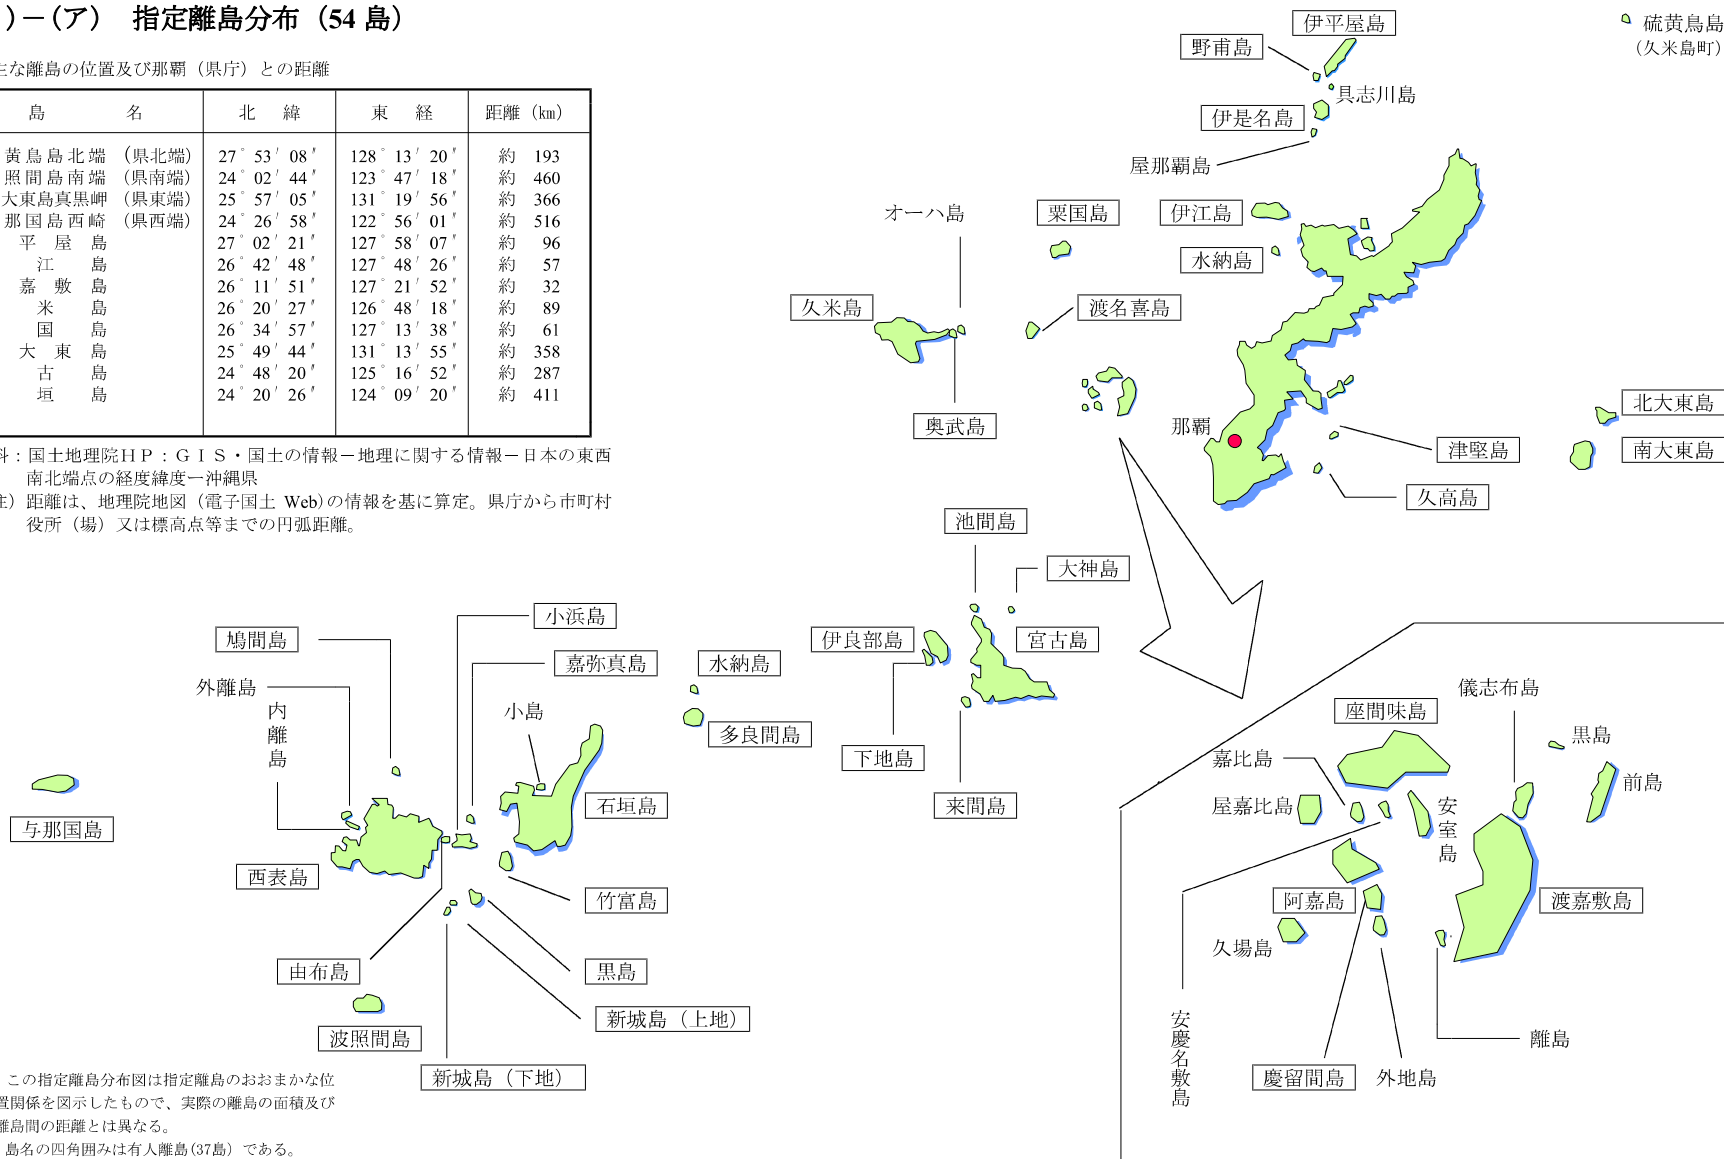 )－(ア)　指定離島分布（54 島）
主な離島の位置及び那覇（県庁）との距離
島　名　北　緯　東　経　距離（㎞）
黄鳥島北端（県北端） 27°53′08″ 128°13′20″ 約 193
照間島南端（県南端） 24°02′44″ 123°47′18″ 約 460
大東島真黒岬（県東端） 25°57′05″ 131°19′56″ 約 366
那国島西崎（県西端） 24°26′58″ 122°56′01″ 約 516
平屋島 27°02′21″ 127°58′07″ 約 96
江島 26°42′48″ 127°48′26″ 約 57
嘉敷島 26°11′51″ 127°21′52″ 約 32
米島 26°20′27″ 126°48′18″ 約 89
国島 26°34′57″ 127°13′38″ 約 61
大東島 25°49′44″ 131°13′55″ 約 358
古島 24°48′20″ 125°16′52″ 約 287
垣島 24°20′26″ 124°09′20″ 約 411
料：国土地理院ＨＰ：ＧＩＳ・国土の情報－地理に関する情報－日本の東西
南北端点の経度緯度ー沖縄県
注）距離は、地理院地図（電子国土 Web)の情報を基に算定。県庁から市町村
役所（場）又は標高点等までの円弧距離。
伊平屋島
野甫島
硫黄鳥島
（久米島町）
具志川島
伊是名島
屋那覇島
オーハ島
粟国島
伊江島
水納島
久米島
渡名喜島
奥武島
那覇
北大東島
津堅島
南大東島
久高島
池間島
大神島
小浜島
鳩間島
伊良部島
宮古島
嘉弥真島
水納島
外離島
内離島
小島
多良間島
下地島
来間島
石垣島
与那国島
西表島
竹富島
由布島
黒島
新城島（上地）
波照間島
新城島（下地）
儀志布島
座間味島
黒島
嘉比島
前島
屋嘉比島
安室島
阿嘉島
渡嘉敷島
久場島
安慶名敷島
離島
慶留間島
外地島
この指定離島分布図は指定離島のおおまかな位
置関係を図示したもので、実際の離島の面積及び
離島間の距離とは異なる。
島名の四角囲みは有人離島(37島）である。